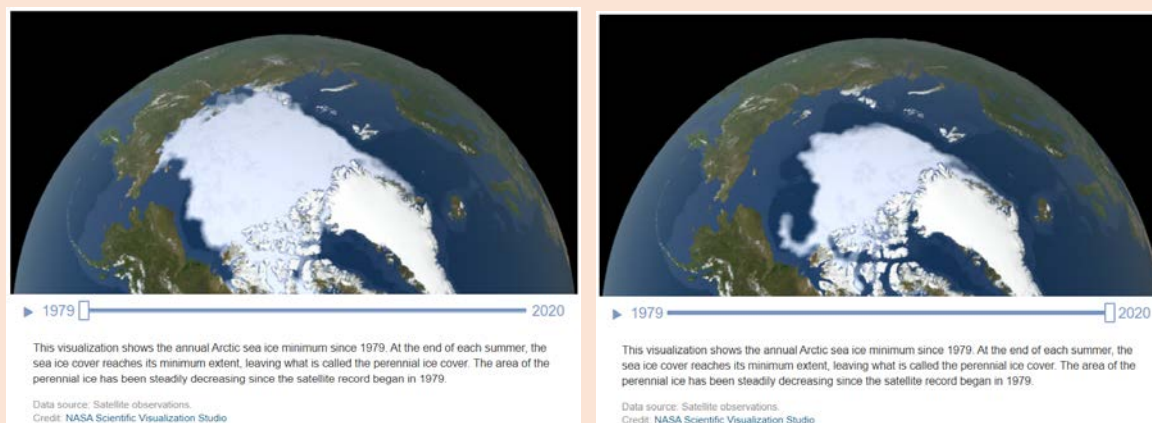 1979 2020
This visualization shows the annual Arctic sea ice minimum since 1979. At the end of each summer, the
sea ice cover reaches its minimum extent, leaving what is called the perennial ice cover. The area of the
perennial ice has been steadily decreasing since the satellite record began in 1979.
Data source: Satellite observations.
Credit: NASA Scientific Visualization Studio
1979 2020
This visualization shows the annual Arctic sea ice minimum since 1979. At the end of each summer, the
sea ice cover reaches its minimum extent, leaving what is called the perennial ice cover. The area of the
perennial ice has been steadily decreasing since the satellite record began in 1979.
Data source: Satellite observations.
Credit: NASA Scientific Visualization Studio